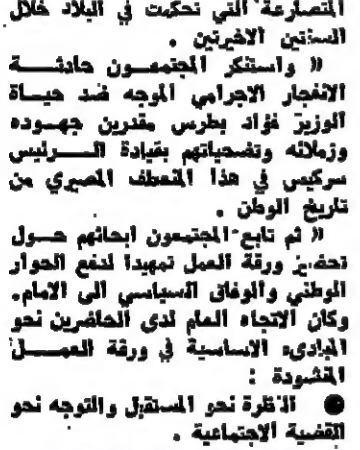 المتصارعة التي تحكمت في البلاد خلال
السنتين الاخيرتين .
« واستنكر المجتمعون حادثة
الانفجار الاجرامي الموجه ضد حياة
الوزير فؤاد بطرس مقدرين جهوده
وزملائه وتضحياتهم بقيادة الرئيس
سركيس في هذا المنعطف المصيري من
تاريخ الوطن .
« ثم تابع المجتمعون ابحاثهم حول
تحضير ورقة العمل تمهيدا لدفع الحوار
الوطني والوفاق السياسي الى الامام.
وكان الاتجاه العام لدى الحاضرين نحو
المبادىء الاساسية في ورقة العمل
المنشودة :
● النظرة نحو المستقبل والتوجه نحو
القضية الاجتماعية .